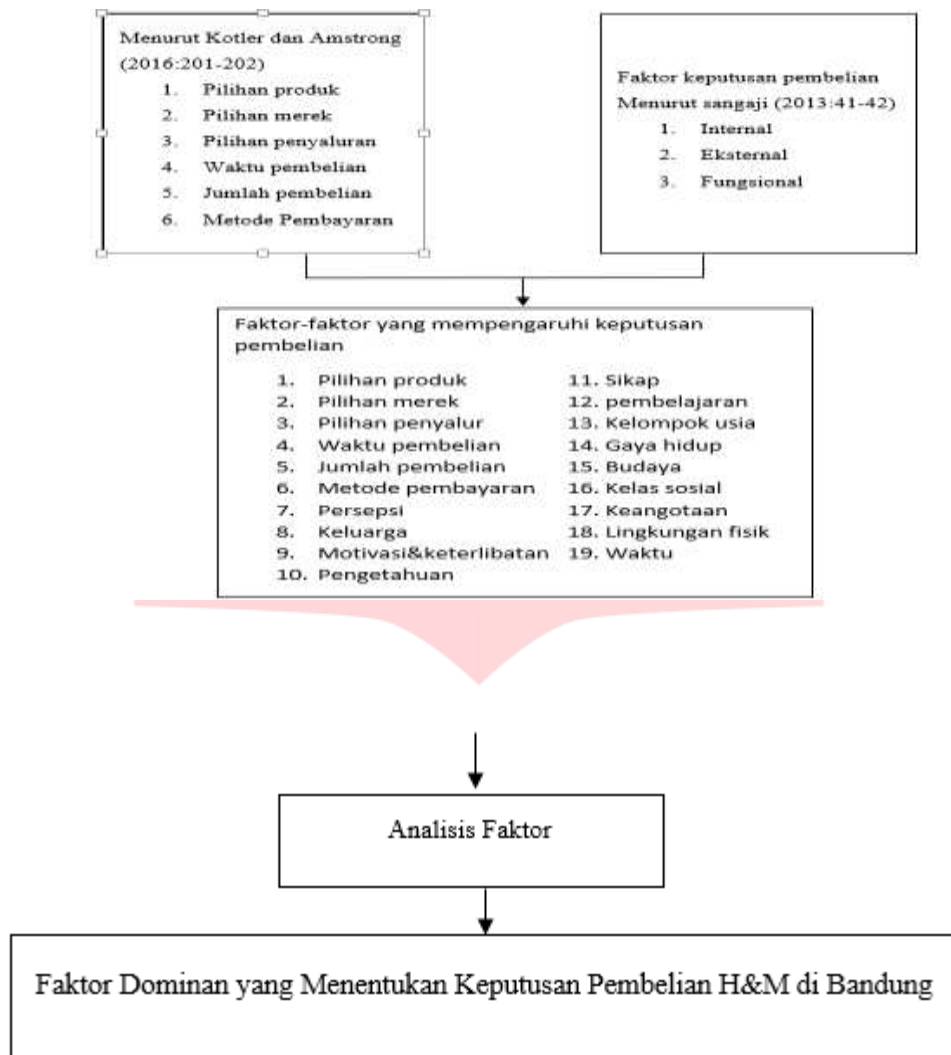 Menurut Kotler dan Amstrong
(2016:201-202)
1. Pilihan produk
2. Pilihan merek
3. Pilihan penyaluran
4. Waktu pembelian
5. Jumlah pembelian
6. Metode Pembayaran
Faktor keputusan pembelian
Menurut sangaji (2013:41-42)
1. Internal
2. Eksternal
3. Fungsional
Faktor-faktor yang mempengaruhi keputusan
pembelian
1. Pilihan produk
2. Pilihan merek
3. Pilihan penyalur
4. Waktu pembelian
5. Jumlah pembelian
6. Metode pembayaran
7. Persepsi
8. Keluarga
9. Motivasi&keterlibatan
10. Pengetahuan
11. Sikap
12. pembelajaran
13. Kelompok usia
14. Gaya hidup
15. Budaya
16. Kelas sosial
17. Keangotaan
18. Lingkungan fisik
19. Waktu
Analisis Faktor
Faktor Dominan yang Menentukan Keputusan Pembelian H&M di Bandung